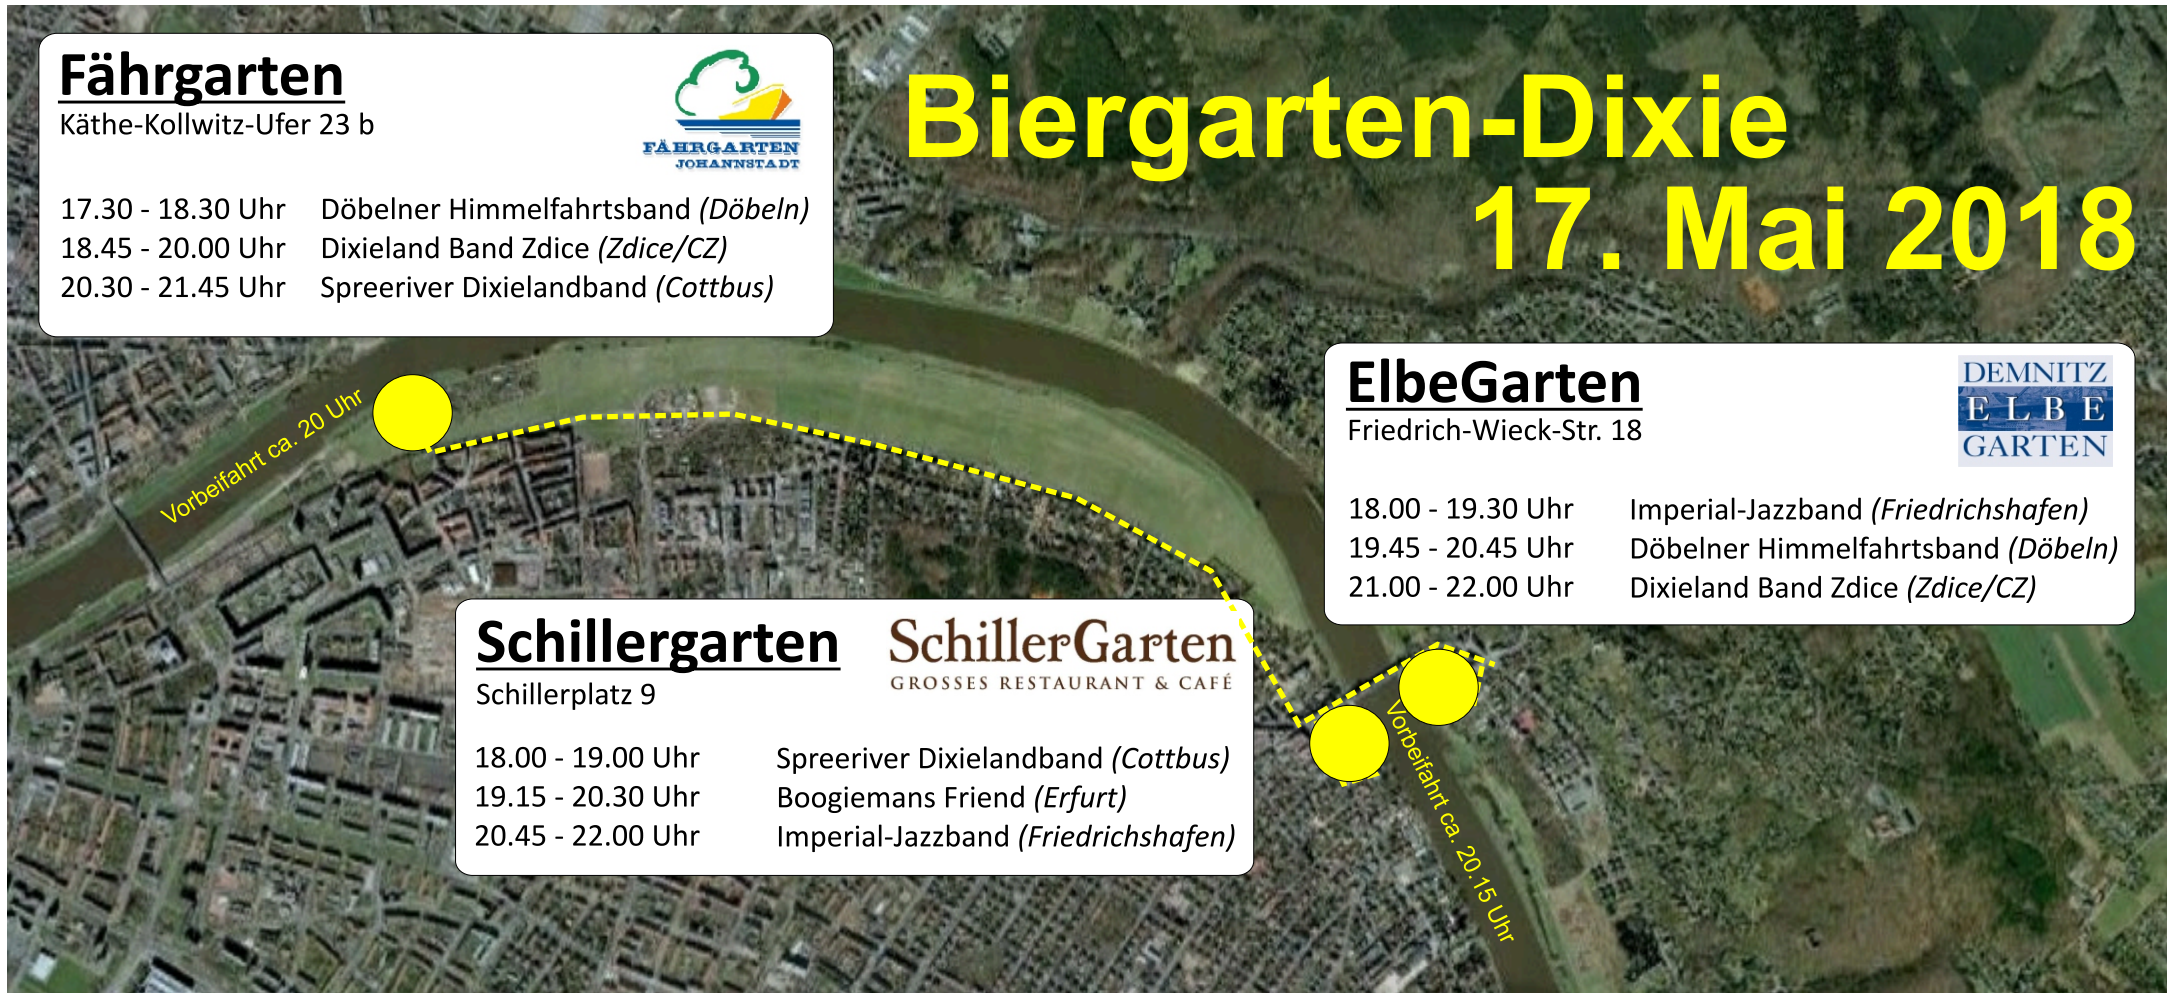 Biergarten-Dixie
17. Mai 2018
Fährgarten
Käthe-Kollwitz-Ufer 23 b
FÄHRGARTEN
JOHANNSTADT
17.30 - 18.30 Uhr Döbelner Himmelfahrtsband (Döbeln)
18.45 - 20.00 Uhr Dixieland Band Zdice (Zdice/CZ)
20.30 - 21.45 Uhr Spreeriver Dixielandband (Cottbus)
Vorbeifahrt ca. 20 Uhr
ElbeGarten
Friedrich-Wieck-Str. 18
DEMNITZ
ELBE
GARTEN
18.00 - 19.30 Uhr Imperial-Jazzband (Friedrichshafen)
19.45 - 20.45 Uhr Döbelner Himmelfahrtsband (Döbeln)
21.00 - 22.00 Uhr Dixieland Band Zdice (Zdice/CZ)
Schillergarten
Schillerplatz 9
SchillerGarten
GROSSES RESTAURANT & CAFÉ
18.00 - 19.00 Uhr Spreeriver Dixielandband (Cottbus)
19.15 - 20.30 Uhr Boogiemans Friend (Erfurt)
20.45 - 22.00 Uhr Imperial-Jazzband (Friedrichshafen)
Vorbeifahrt ca. 20.15 Uhr